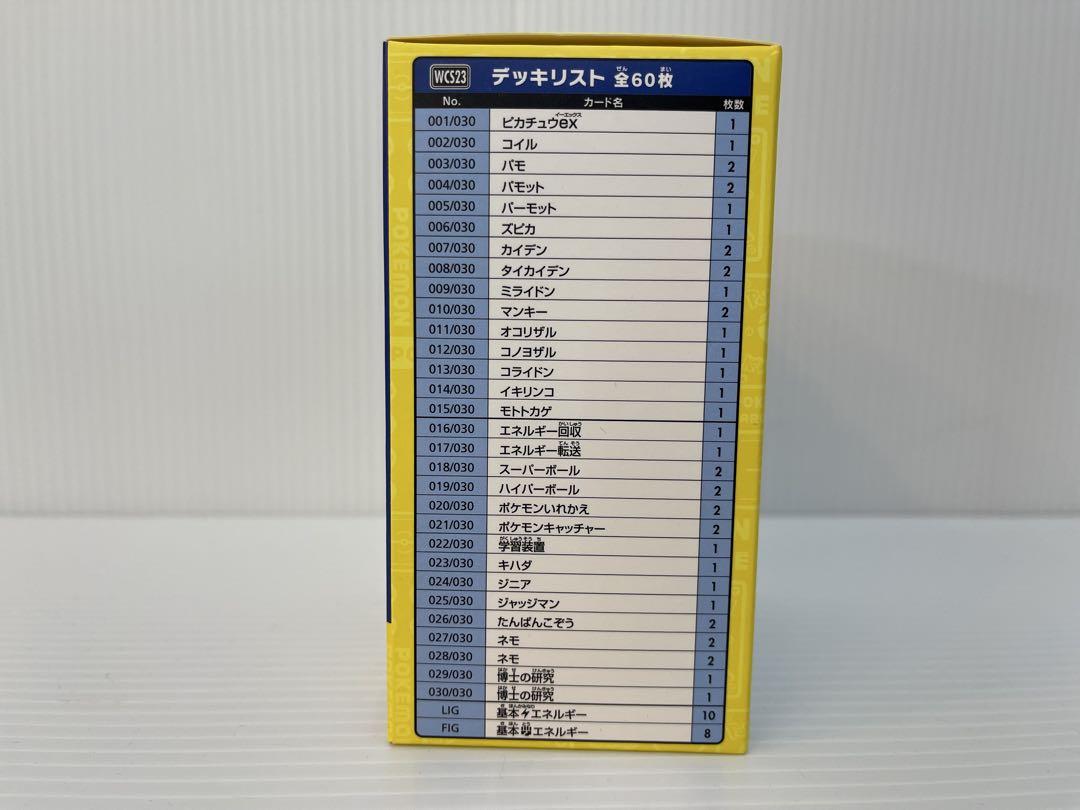 WCS23 デッキリスト 全60枚
No. カード名 枚数
001/030 ピカチュウex 1
002/030 コイル 1
003/030 パモ 2
004/030 パモット 2
005/030 パーモット 1
006/030 ズピカ 1
007/030 カイデン 2
008/030 タイカイデン 2
009/030 ミライドン 1
010/030 マンキー 2
011/030 オコリザル 1
012/030 コノヨザル 1
013/030 コライドン 1
014/030 イキリンコ 1
015/030 モトトカゲ 1
016/030 エネルギー回収 1
017/030 エネルギー転送 1
018/030 スーパーボール 2
019/030 ハイパーボール 2
020/030 ポケモンいれかえ 2
021/030 ポケモンキャッチャー 2
022/030 学習装置 1
023/030 キハダ 1
024/030 ジニア 1
025/030 ジャッジマン 1
026/030 たんぱんこぞう 2
027/030 ネモ 2
028/030 ネモ 2
029/030 博士の研究 1
030/030 博士の研究 1
LIG 基本エネルギー 10
FIG 基本エネルギー 8
POKEMON